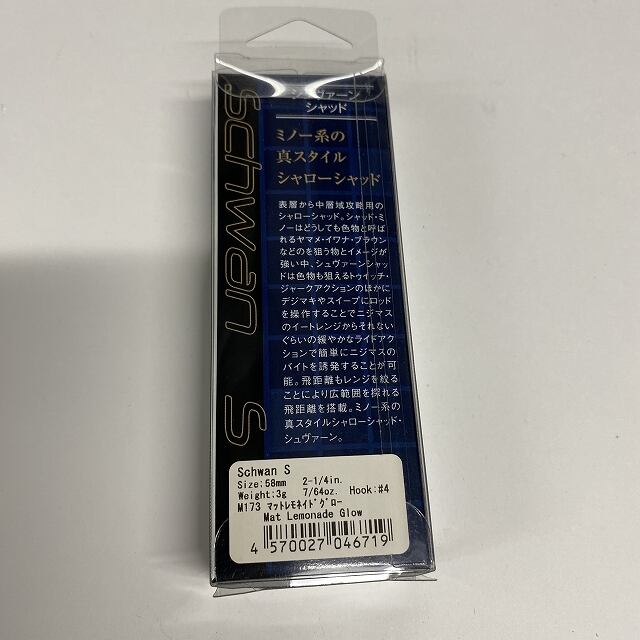 Schwan S
シュヴァーン
シャッド
ミノー系の
真スタイル
シャローシャッド
表層から中層域攻略用の
シャローシャッド。シャッド・ミ
ノーはどうしても色物と呼ば
れるヤマメ・イワナ・ブラウン
などのを狙う物とイメージが
強い中、シュヴァーンシャッ
ドは色物も狙えるトゥイッチ・
ジャークアクションのほかに
デジマキやスイープにロッド
を操作することでニジマス
のイートレンジからそれない
ぐらいの緩やかなライドアク
ションで簡単にニジマスの
バイトを誘発することが可
能。飛距離もレンジを絞る
ことにより広範囲を探れる
飛距離を搭載。ミノー系の
真スタイルシャローシャッド・
シュヴァーン。
Schwan S
Size:58mm 2-1/4in.
Weight:3g 7/64oz. Hook:#4
M173 マットレモネイドグロー
Mat Lemonade Glow
4 570027 046719